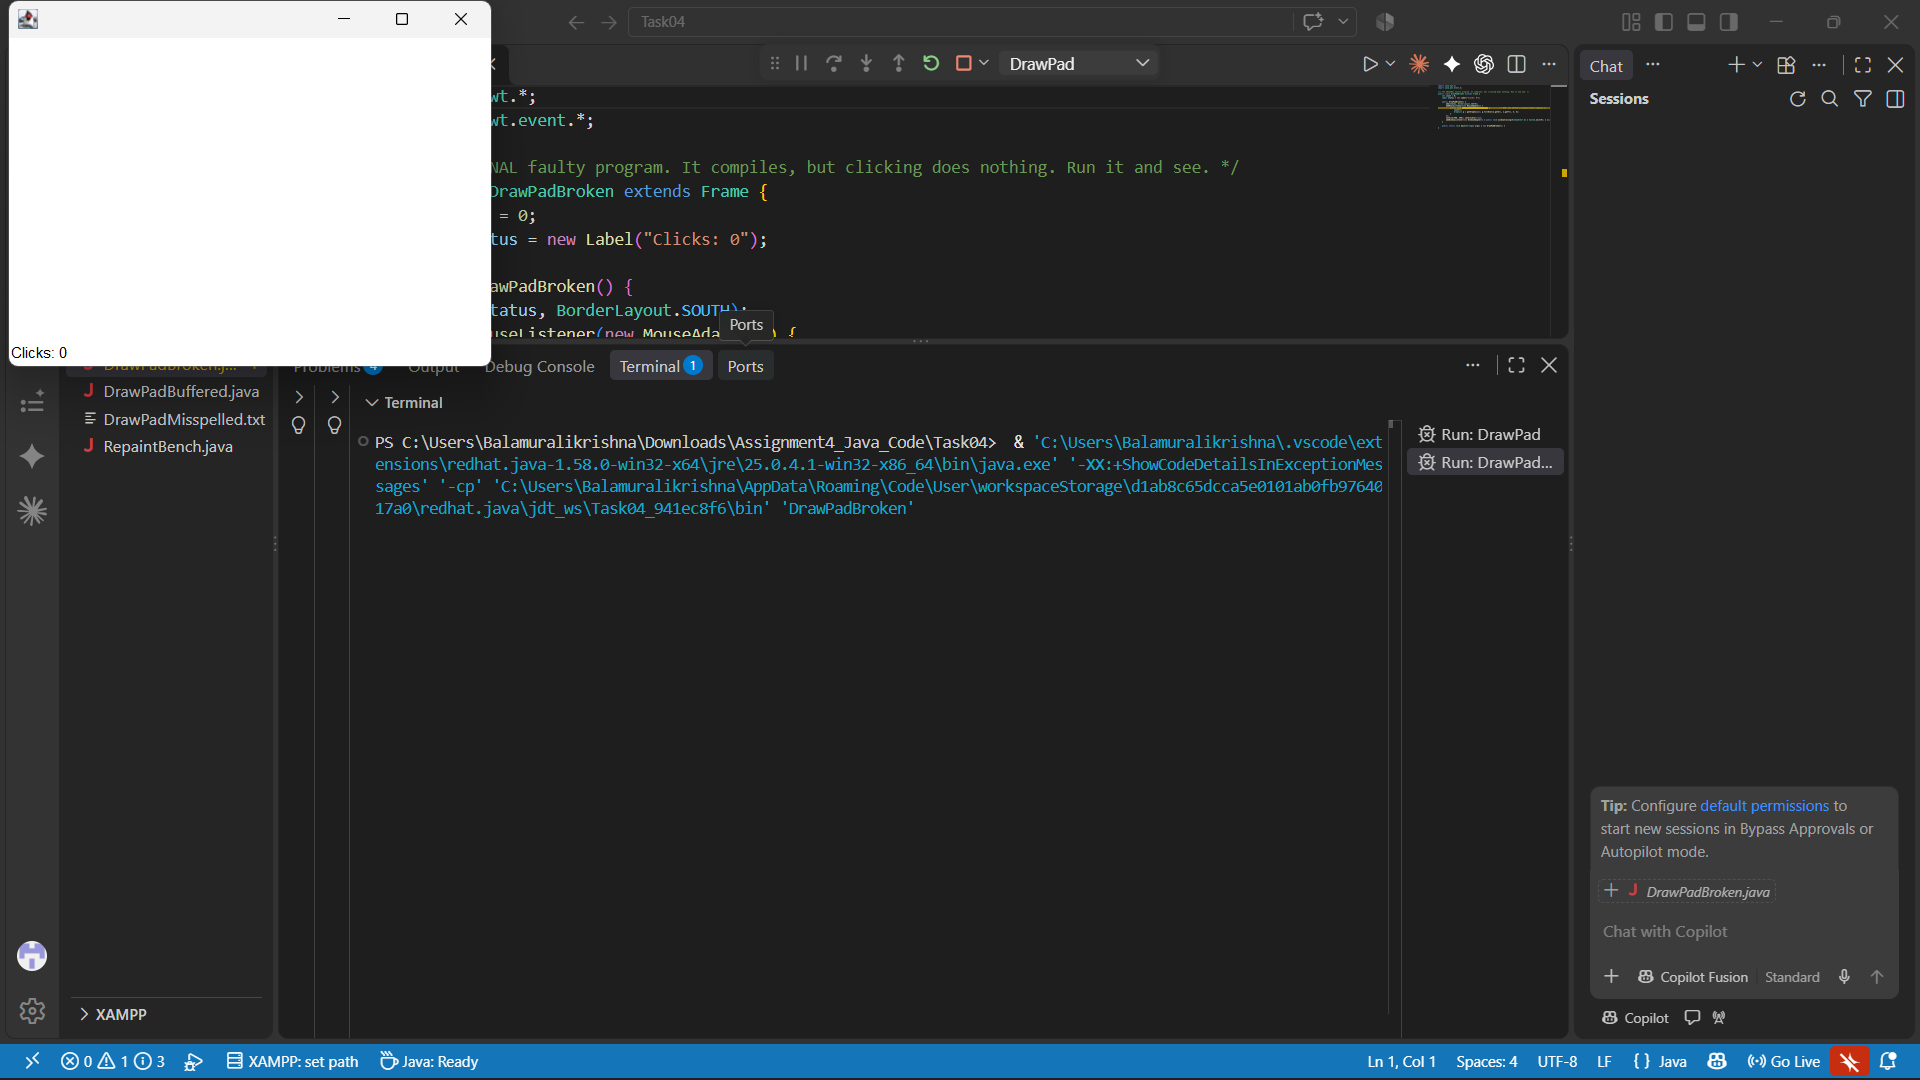 Task04
DrawPad
wt.*;
wt.event.*;
NAL faulty program. It compiles, but clicking does nothing. Run it and see. */
DrawPadBroken extends Frame {
= 0;
tus = new Label("Clicks: 0");
awPadBroken() {
tatus, BorderLayout.SOUTH);
useListener(new MouseAda ) {
Ports
Clicks: 0
DrawPadBroken.j...
DrawPadBuffered.java
DrawPadMisspelled.txt
RepaintBench.java
XAMPP
Problems 4
Output
Debug Console
Terminal 1
Ports
Terminal
PS C:\Users\Balamuralikrishna\Downloads\Assignment4_Java_Code\Task04> & 'C:\Users\Balamuralikrishna\.vscode\ext
ensions\redhat.java-1.58.0-win32-x64\jre\25.0.4.1-win32-x86_64\bin\java.exe' '-XX:+ShowCodeDetailsInExceptionMes
sages' '-cp' 'C:\Users\Balamuralikrishna\AppData\Roaming\Code\User\workspaceStorage\d1ab8c65dcca5e0101ab0fb97640
17a0\redhat.java\jdt_ws\Task04_941ec8f6\bin' 'DrawPadBroken'
Run: DrawPad
Run: DrawPad...
Chat
Sessions
Tip: Configure default permissions to
start new sessions in Bypass Approvals or
Autopilot mode.
DrawPadBroken.java
Chat with Copilot
Copilot Fusion
Standard
Copilot
0 1 3
XAMPP: set path
Java: Ready
Ln 1, Col 1
Spaces: 4
UTF-8
LF
{ } Java
Go Live